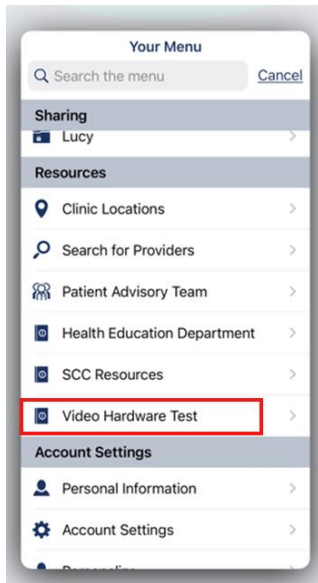 Your Menu
Search the menu Cancel
Sharing
Lucy
Resources
Clinic Locations
Search for Providers
Patient Advisory Team
Health Education Department
SCC Resources
Video Hardware Test
Account Settings
Personal Information
Account Settings